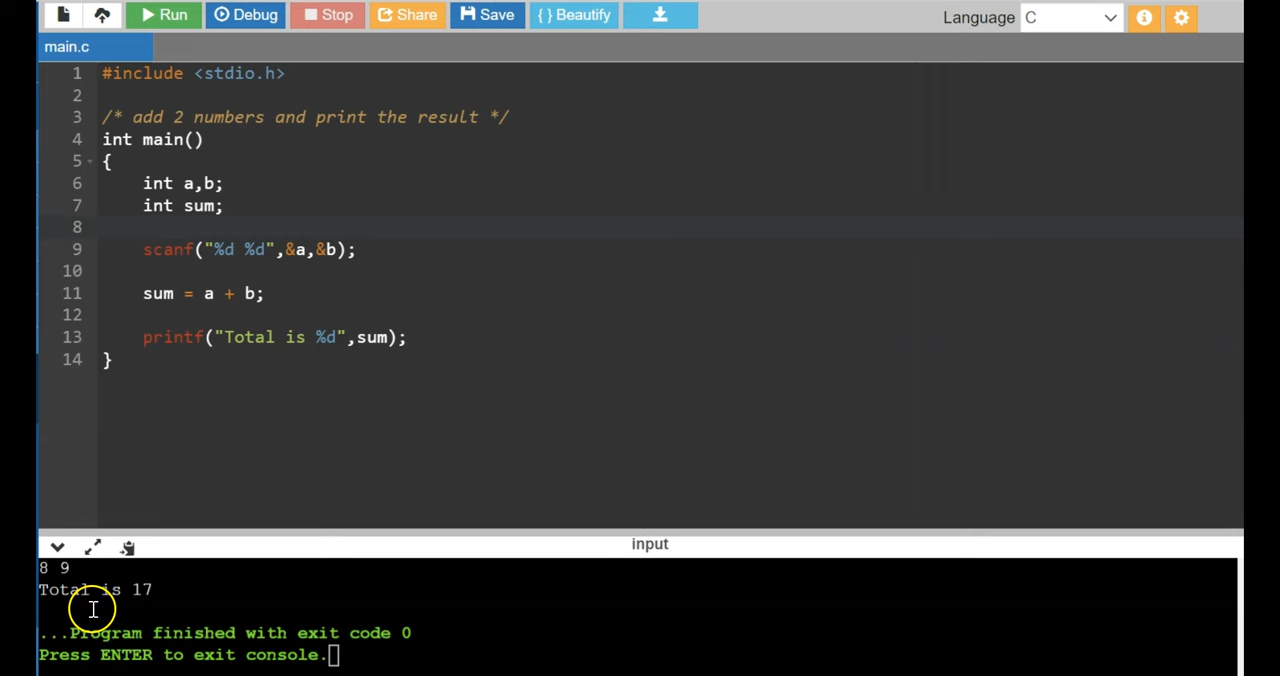 Run Debug Stop Share Save { } Beautify Language C
main.c
1 #include <stdio.h>
2
3 /* add 2 numbers and print the result */
4 int main()
5 {
6 int a,b;
7 int sum;
8
9 scanf("%d %d",&a,&b);
10
11 sum = a + b;
12
13 printf("Total is %d",sum);
14 }
input
8 9
Total is 17
...Program finished with exit code 0
Press ENTER to exit console.